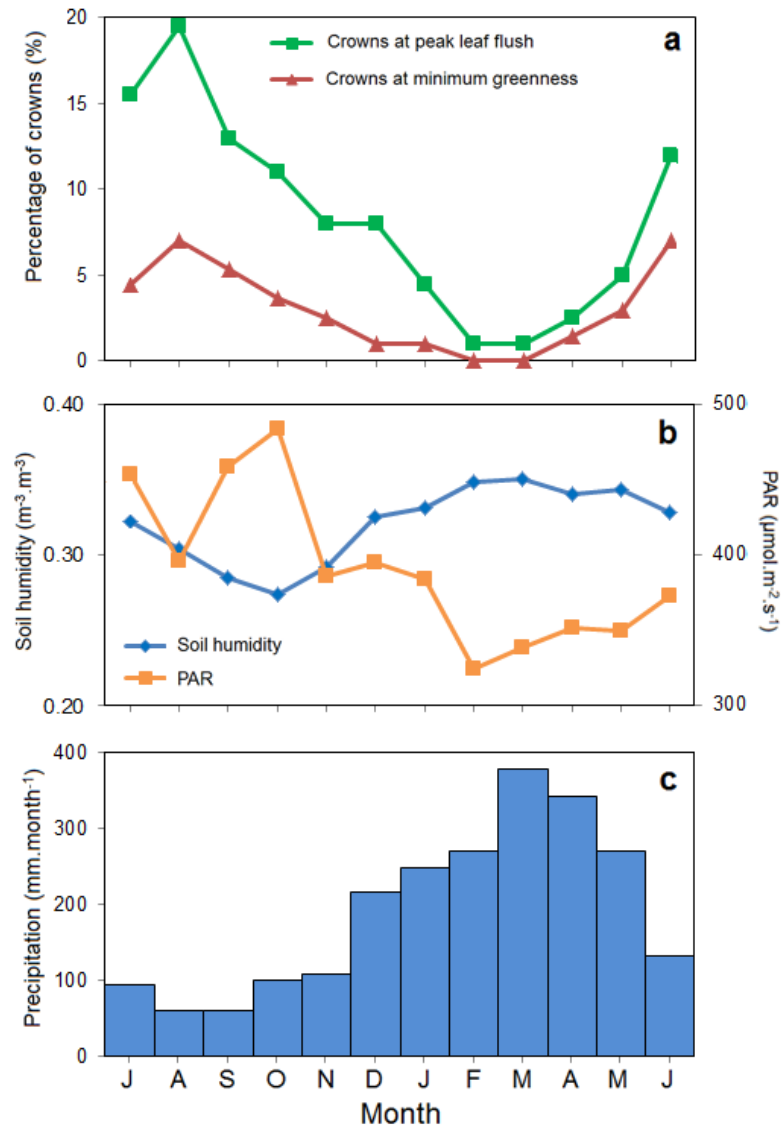 a
Crowns at peak leaf flush
Crowns at minimum greenness
Percentage of crowns (%)
20
15
10
5
0
b
Soil humidity (m⁻³.m⁻³)
0.40
0.30
0.20
Soil humidity
PAR
500
400
300
PAR (µmol.m⁻².s⁻¹)
c
Precipitation (mm.month⁻¹)
400
300
200
100
0
J A S O N D J F M A M J
Month